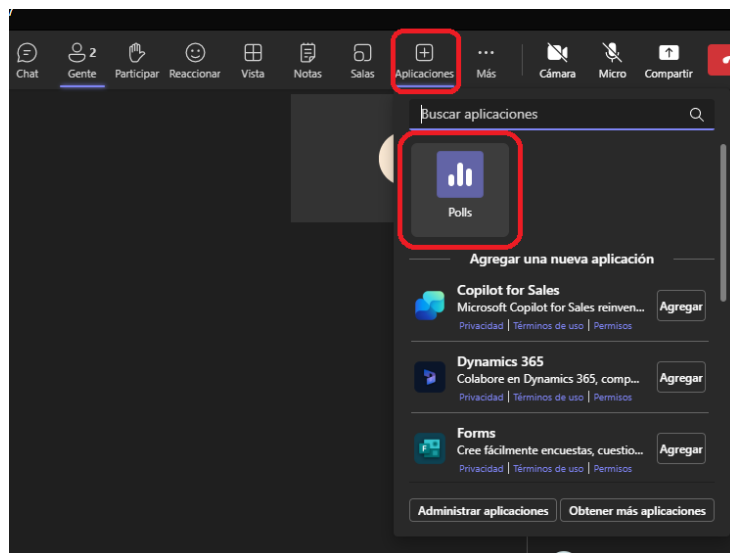 2
Chat Gente Participar Reaccionar Vista Notas Salas Aplicaciones Más Cámara Micro Compartir
Buscar aplicaciones
Polls
Agregar una nueva aplicación
Copilot for Sales
Microsoft Copilot for Sales reinven...
Agregar
Privacidad | Términos de uso | Permisos
Dynamics 365
Colabore en Dynamics 365, comp...
Agregar
Privacidad | Términos de uso | Permisos
Forms
Cree fácilmente encuestas, cuestio...
Agregar
Privacidad | Términos de uso | Permisos
Administrar aplicaciones Obtener más aplicaciones